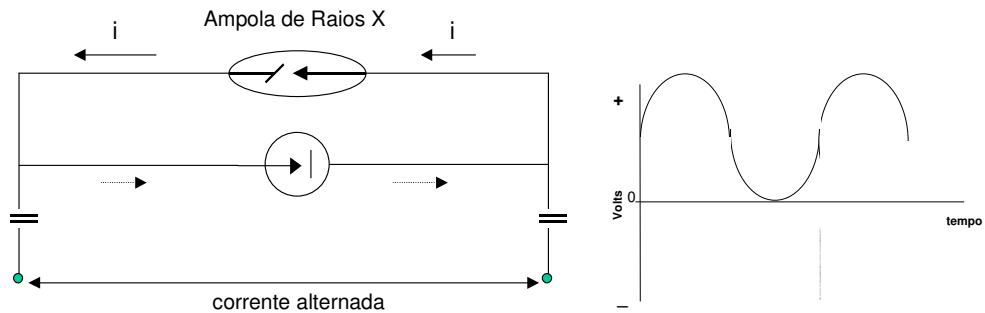 Ampola de Raios X
i
i
corrente alternada
+
Volts
0
tempo
–